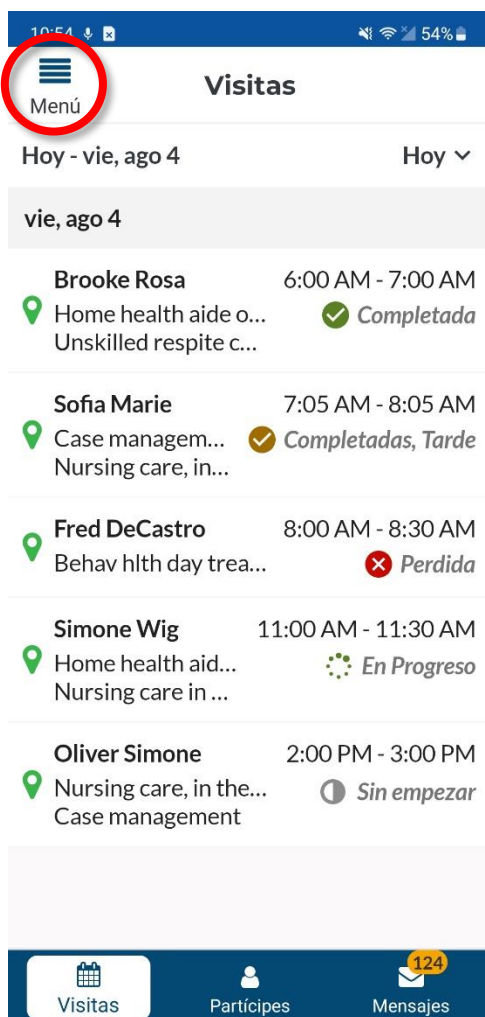 10:54 54%
Menú
Visitas
Hoy - vie, ago 4 Hoy
vie, ago 4
Brooke Rosa 6:00 AM - 7:00 AM
Home health aide o... Completada
Unskilled respite c...
Sofia Marie 7:05 AM - 8:05 AM
Case managem... Completadas, Tarde
Nursing care, in...
Fred DeCastro 8:00 AM - 8:30 AM
Behav hlth day trea... Perdida
Simone Wig 11:00 AM - 11:30 AM
Home health aid... En Progreso
Nursing care in ...
Oliver Simone 2:00 PM - 3:00 PM
Nursing care, in the... Sin empezar
Case management
124
Visitas Partícipes Mensajes